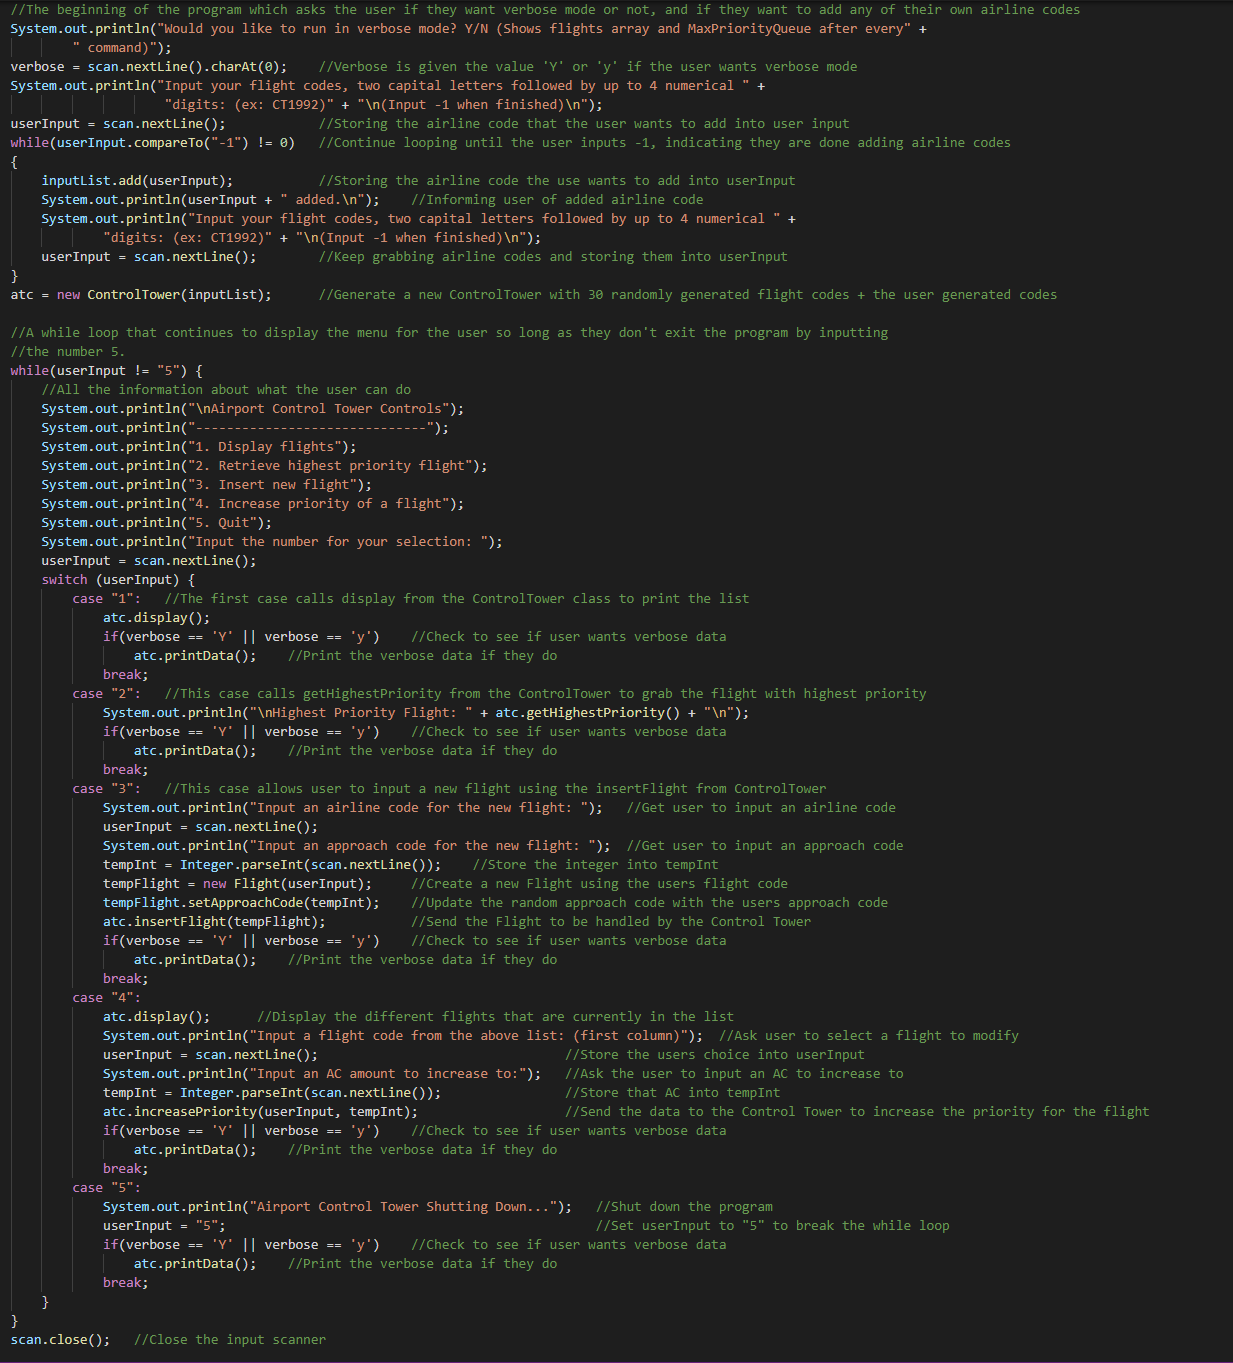 //The beginning of the program which asks the user if they want verbose mode or not, and if they want to add any of their own airline codes
System.out.println("Would you like to run in verbose mode? Y/N (Shows flights array and MaxPriorityQueue after every" +
" command)");
verbose = scan.nextLine().charAt(0);    //Verbose is given the value 'Y' or 'y' if the user wants verbose mode
System.out.println("Input your flight codes, two capital letters followed by up to 4 numerical " +
"digits: (ex: CT1992)" + "\n(Input -1 when finished)\n");
userInput = scan.nextLine();            //Storing the airline code that the user wants to add into user input
while(userInput.compareTo("-1") != 0)   //Continue looping until the user inputs -1, indicating they are done adding airline codes
{
    inputList.add(userInput);           //Storing the airline code the use wants to add into userInput
    System.out.println(userInput + " added.\n");    //Informing user of added airline code
    System.out.println("Input your flight codes, two capital letters followed by up to 4 numerical " +
            "digits: (ex: CT1992)" + "\n(Input -1 when finished)\n");
    userInput = scan.nextLine();        //Keep grabbing airline codes and storing them into userInput
}
atc = new ControlTower(inputList);      //Generate a new ControlTower with 30 randomly generated flight codes + the user generated codes

//A while loop that continues to display the menu for the user so long as they don't exit the program by inputting
//the number 5.
while(userInput != "5") {
    //All the information about what the user can do
    System.out.println("\nAirport Control Tower Controls");
    System.out.println("------------------------------");
    System.out.println("1. Display flights");
    System.out.println("2. Retrieve highest priority flight");
    System.out.println("3. Insert new flight");
    System.out.println("4. Increase priority of a flight");
    System.out.println("5. Quit");
    System.out.println("Input the number for your selection: ");
    userInput = scan.nextLine();
    switch (userInput) {
        case "1":   //The first case calls display from the ControlTower class to print the list
            atc.display();
            if(verbose == 'Y' || verbose == 'y')    //Check to see if user wants verbose data
                atc.printData();    //Print the verbose data if they do
            break;
        case "2":   //This case calls getHighestPriority from the ControlTower to grab the flight with highest priority
            System.out.println("\nHighest Priority Flight: " + atc.getHighestPriority() + "\n");
            if(verbose == 'Y' || verbose == 'y')    //Check to see if user wants verbose data
                atc.printData();    //Print the verbose data if they do
            break;
        case "3":   //This case allows user to input a new flight using the insertFlight from ControlTower
            System.out.println("Input an airline code for the new flight: ");   //Get user to input an airline code
            userInput = scan.nextLine();
            System.out.println("Input an approach code for the new flight: ");  //Get user to input an approach code
            tempInt = Integer.parseInt(scan.nextLine());    //Store the integer into tempInt
            tempFlight = new Flight(userInput);     //Create a new Flight using the users flight code
            tempFlight.setApproachCode(tempInt);    //Update the random approach code with the users approach code
            atc.insertFlight(tempFlight);           //Send the Flight to be handled by the Control Tower
            if(verbose == 'Y' || verbose == 'y')    //Check to see if user wants verbose data
                atc.printData();    //Print the verbose data if they do
            break;
        case "4":
            atc.display();      //Display the different flights that are currently in the list
            System.out.println("Input a flight code from the above list: (first column)");  //Ask user to select a flight to modify
            userInput = scan.nextLine();                                //Store the users choice into userInput
            System.out.println("Input an AC amount to increase to:");   //Ask the user to input an AC to increase to
            tempInt = Integer.parseInt(scan.nextLine());                //Store that AC into tempInt
            atc.increasePriority(userInput, tempInt);                   //Send the data to the Control Tower to increase the priority for the flight
            if(verbose == 'Y' || verbose == 'y')    //Check to see if user wants verbose data
                atc.printData();    //Print the verbose data if they do
            break;
        case "5":
            System.out.println("Airport Control Tower Shutting Down...");   //Shut down the program
            userInput = "5";                                                //Set userInput to "5" to break the while loop
            if(verbose == 'Y' || verbose == 'y')    //Check to see if user wants verbose data
                atc.printData();    //Print the verbose data if they do
            break;
    }
}
scan.close();   //Close the input scanner